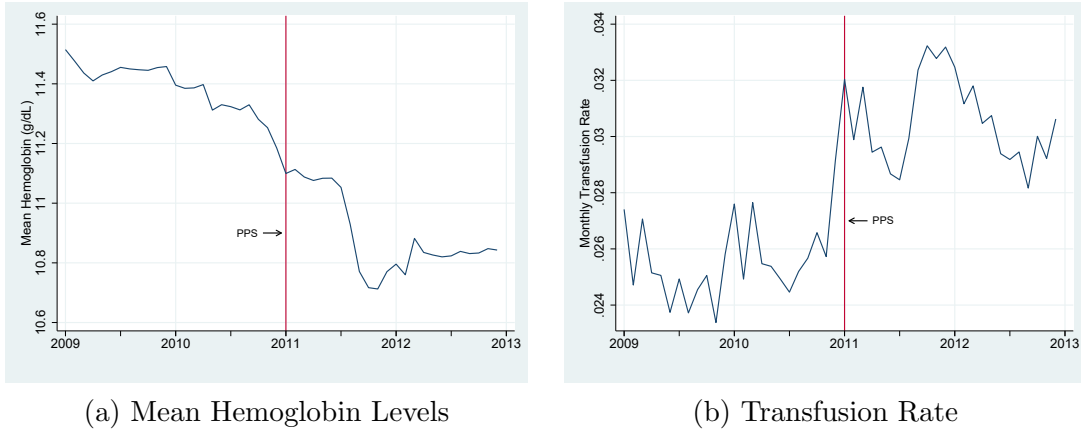 11.6
11.4
11.2
11
10.8
10.6
Mean Hemoglobin (g/dL)
PPS
2009 2010 2011 2012 2013
(a) Mean Hemoglobin Levels
.034
.032
.03
.028
.026
.024
Monthly Transfusion Rate
PPS
2009 2010 2011 2012 2013
(b) Transfusion Rate